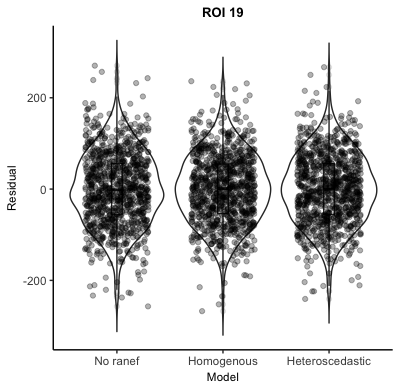 ROI 19
Residual
200
0
-200
No ranef
Homogenous
Heteroscedastic
Model